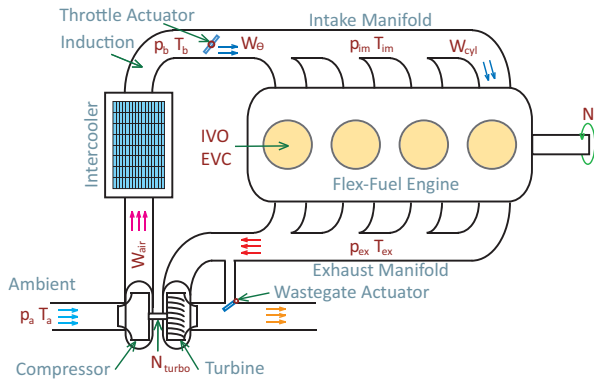 Throttle Actuator
Intake Manifold
Induction
p_b T_b
W_Θ
p_im T_im
W_cyl
Intercooler
N
IVO
EVC
Flex-Fuel Engine
W_air
p_ex T_ex
Exhaust Manifold
Ambient
Wastegate Actuator
p_a T_a
N_turbo
Compressor
Turbine